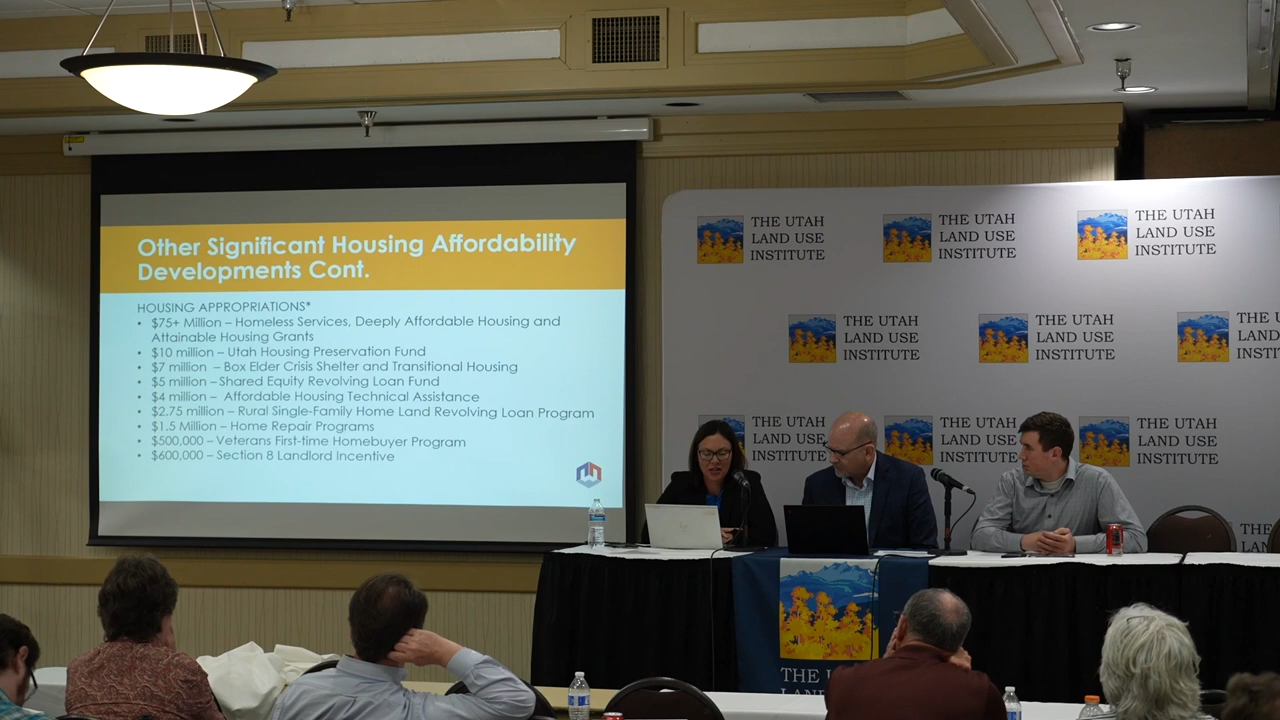 Other Significant Housing Affordability
Developments Cont.
HOUSING APPROPRIATIONS*
• $75+ Million – Homeless Services, Deeply Affordable Housing and
Attainable Housing Grants
• $10 million – Utah Housing Preservation Fund
• $7 million – Box Elder Crisis Shelter and Transitional Housing
• $5 million – Shared Equity Revolving Loan Fund
• $4 million – Affordable Housing Technical Assistance
• $2.75 million – Rural Single-Family Home Land Revolving Loan Program
• $1.5 Million – Home Repair Programs
• $500,000 – Veterans First-time Homebuyer Program
• $600,000 – Section 8 Landlord Incentive
THE UTAH
LAND USE
INSTITUTE
THE UTAH
LAND USE
INSTITUTE
THE UTAH
LAND USE
INSTITUTE
THE UTAH
LAND USE
INSTITUTE
THE UTAH
LAND USE
INSTITUTE
THE U
LAND
INSTIT
THE UTAH
LAND USE
INSTITUTE
THE UTAH
LAND USE
INSTITUTE
THE UTAH
LAND USE
INSTITUTE
THE
LAN
THE U
LAND